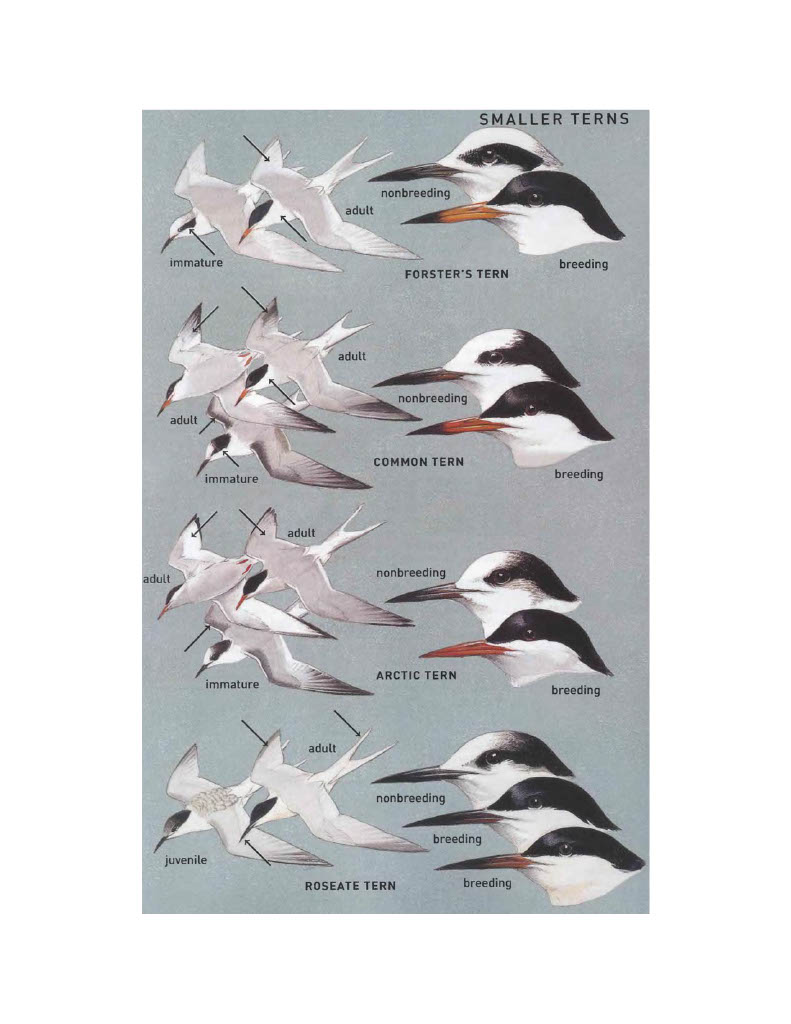 SMALLER TERNS
nonbreeding
adult
immature
breeding
FORSTER'S TERN
adult
nonbreeding
adult
COMMON TERN
immature
breeding
adult
nonbreeding
adult
ARCTIC TERN
immature
breeding
adult
nonbreeding
breeding
juvenile
ROSEATE TERN
breeding